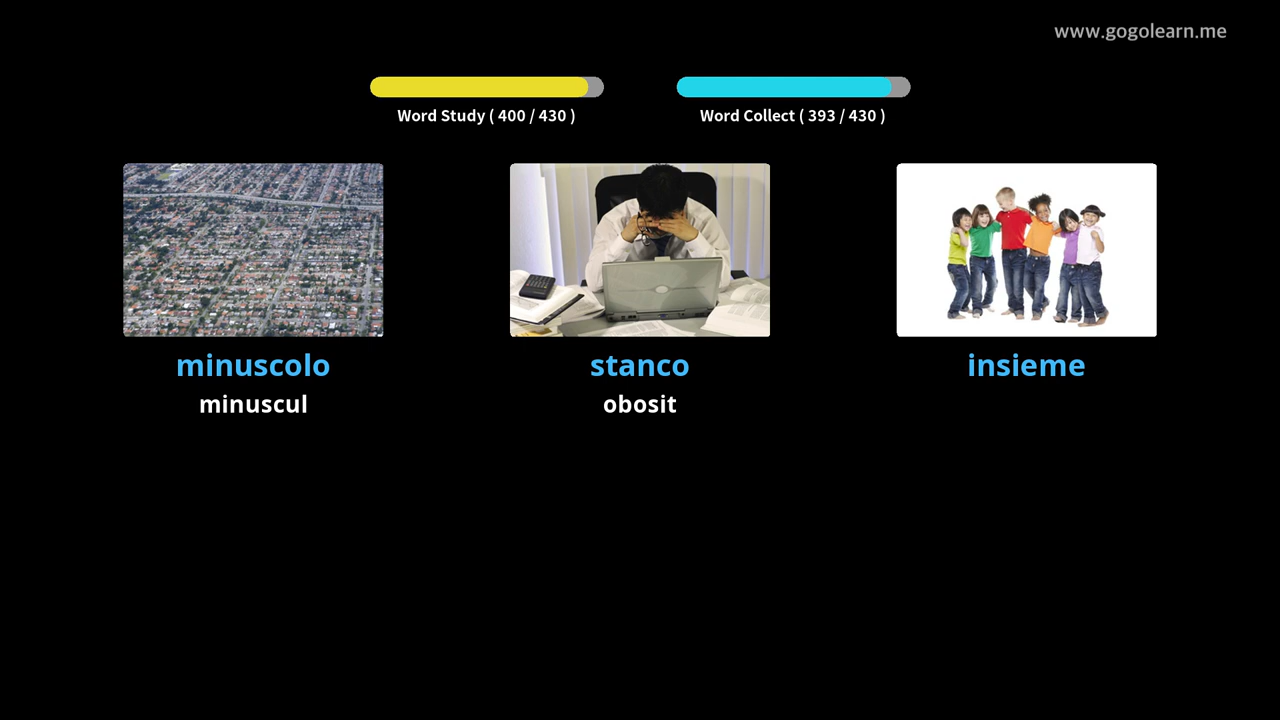 www.gogolearn.me
Word Study ( 400 / 430 )
Word Collect ( 393 / 430 )
minuscolo
stanco
insieme
minuscul
obosit